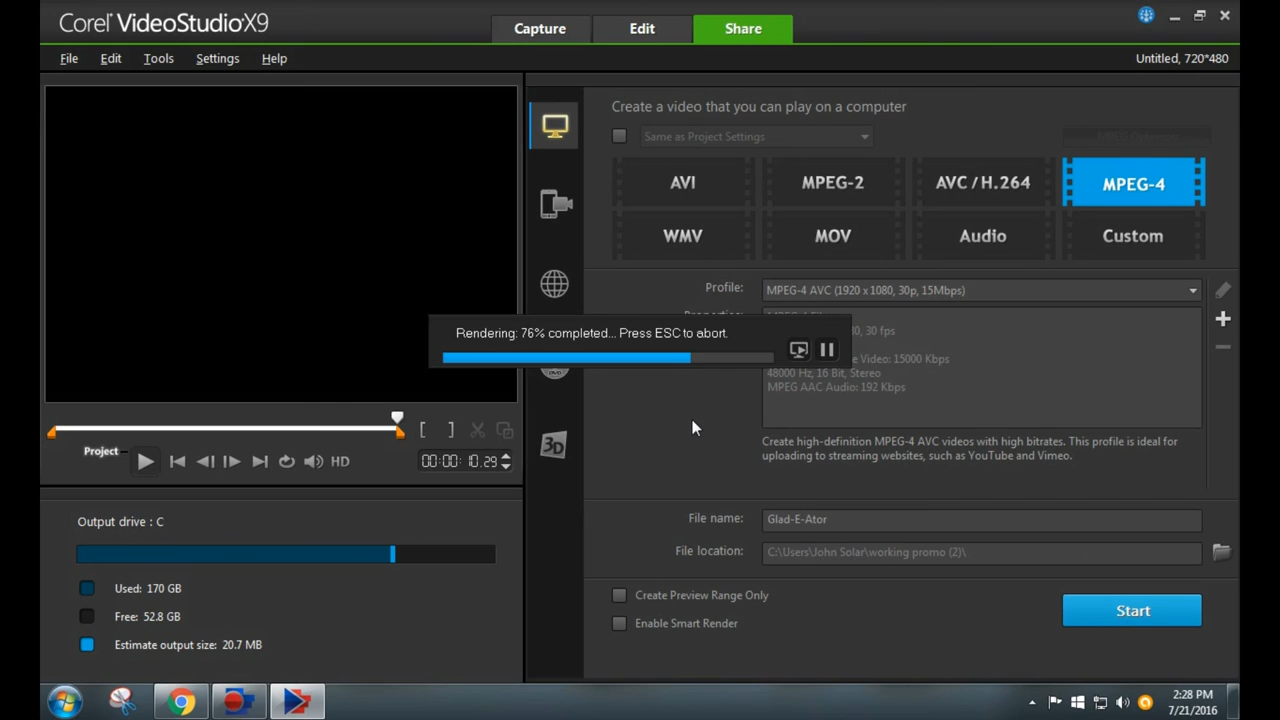 Corel VideoStudio X9
Capture
Edit
Share
File
Edit
Tools
Settings
Help
Untitled, 720*480
Create a video that you can play on a computer
Same as Project Settings
AVI
MPEG-2
AVC / H.264
MPEG-4
WMV
MOV
Audio
Custom
Profile:
MPEG-4 AVC (1920 x 1080, 30p, 15Mbps)
Rendering: 76% completed... Press ESC to abort.
30 fps
Video: 15000 Kbps
48000 Hz, 16 Bit, Stereo
MPEG AAC Audio: 192 Kbps
3D
Create high-definition MPEG-4 AVC videos with high bitrates. This profile is ideal for
uploading to streaming websites, such as YouTube and Vimeo.
Project
HD
00:00:10.29
Output drive : C
Used: 170 GB
Free: 52.8 GB
Estimate output size: 20.7 MB
File name:
Glad-E-Ator
File location:
C:\Users\John Solar\working promo (2)\
Create Preview Range Only
Enable Smart Render
Start
2:28 PM
7/21/2016